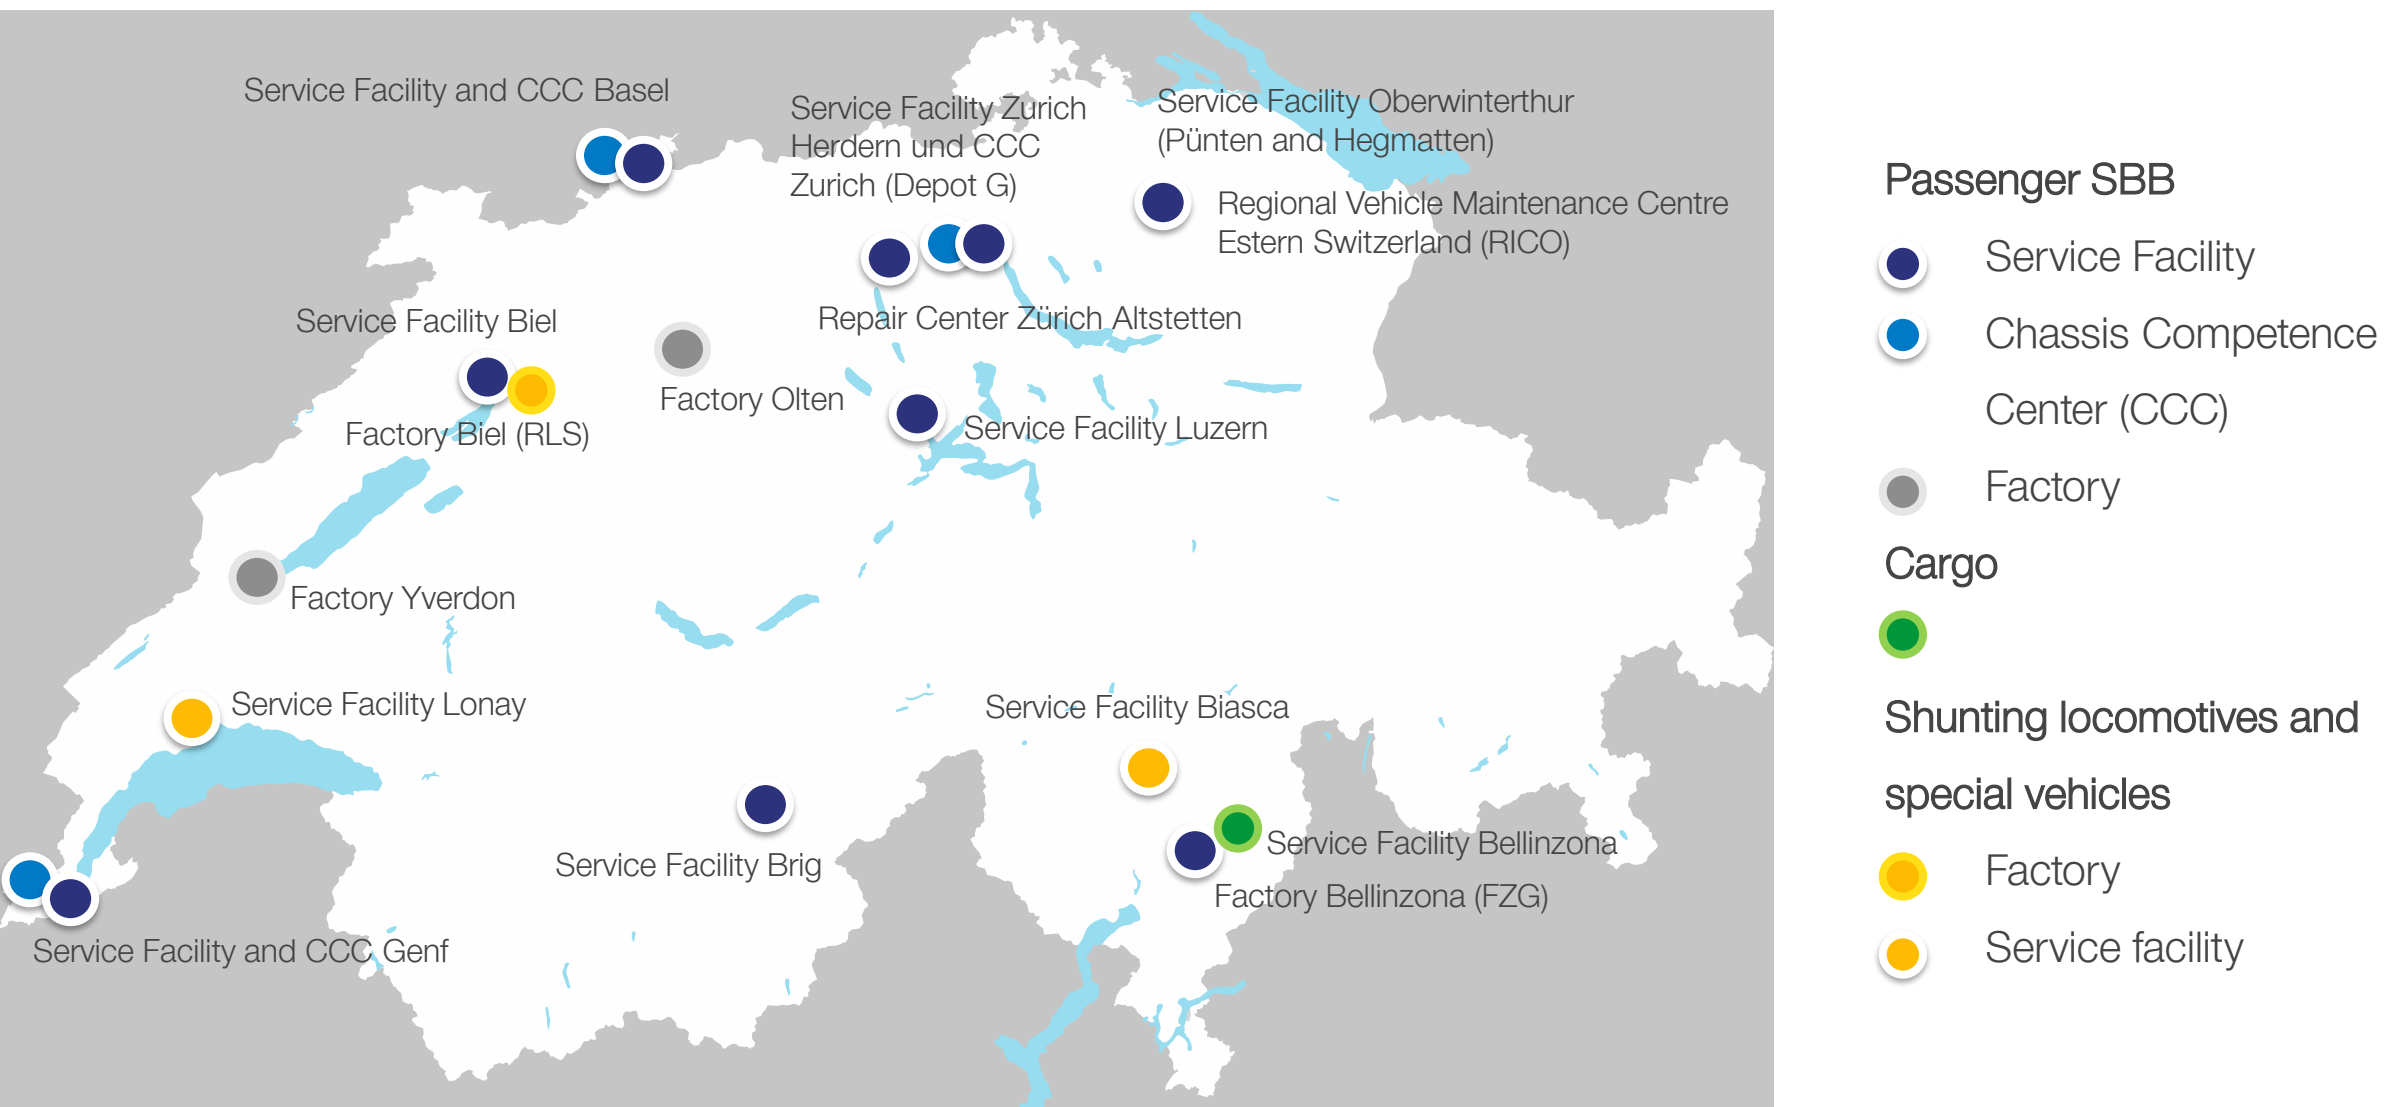 Service Facility and CCC Basel
Service Facility Zurich
Herdern und CCC
Zurich (Depot G)
Service Facility Oberwinterthur
(Pünten and Hegmatten)
Regional Vehicle Maintenance Centre
Estern Switzerland (RICO)
Service Facility Biel
Repair Center Zürich Altstetten
Factory Olten
Factory Biel (RLS)
Service Facility Luzern
Factory Yverdon
Service Facility Lonay
Service Facility Biasca
Service Facility Brig
Service Facility Bellinzona
Factory Bellinzona (FZG)
Service Facility and CCC Genf
Passenger SBB
Service Facility
Chassis Competence
Center (CCC)
Factory
Cargo
Shunting locomotives and
special vehicles
Factory
Service facility